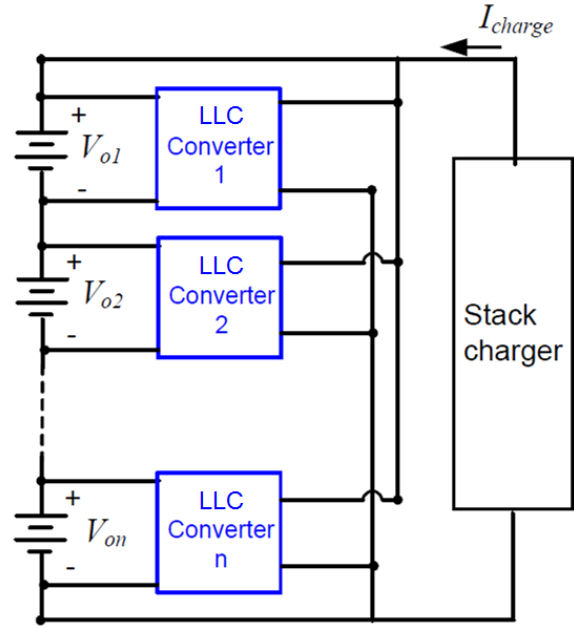 I_charge
+
V_o1
-
LLC
Converter
1
+
V_o2
-
LLC
Converter
2
Stack
charger
+
V_on
-
LLC
Converter
n